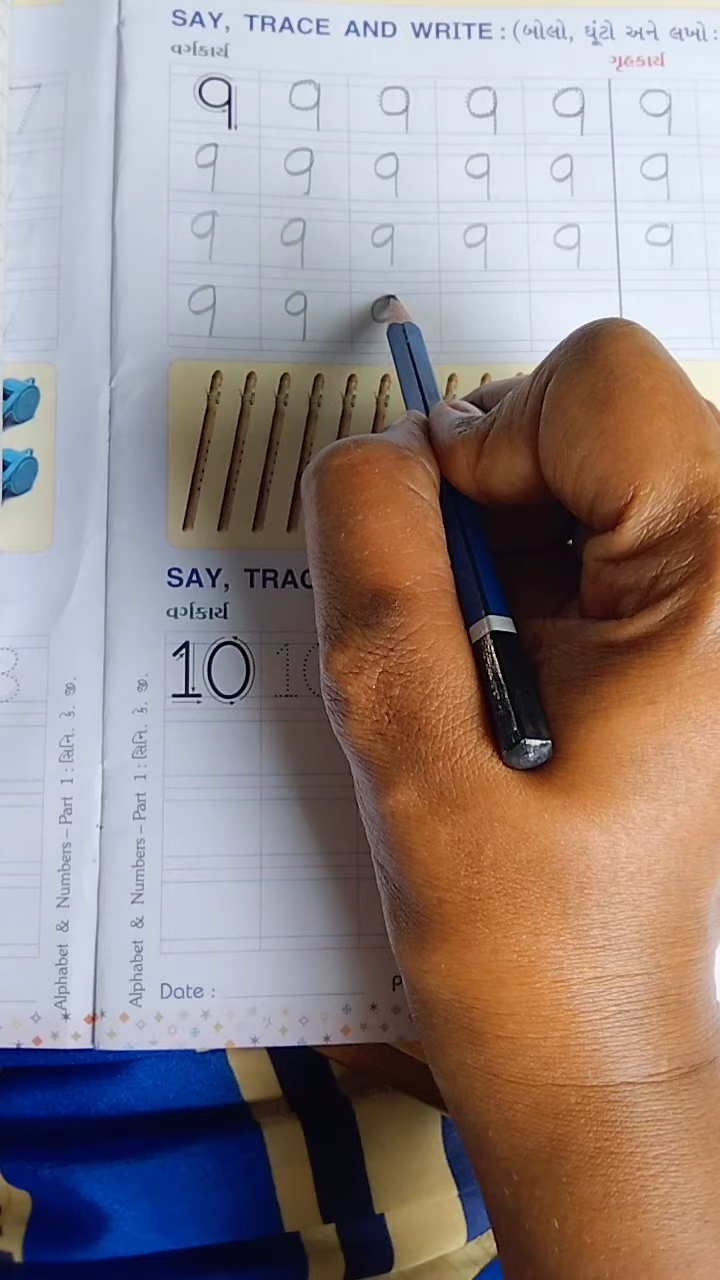 SAY, TRACE AND WRITE : (બોલો, ઘૂંટો અને લખો :
વર્ગકાર્ય
ગૃહકાર્ય
9 9 9 9 9 9
9 9 9 9 9 9
9 9 9 9 9 9
9 9
SAY, TRAC
વર્ગકાર્ય
10 10
Date :
Alphabet & Numbers – Part 1 : સિનિ. કે. જી.
Alphabet & Numbers – Part 1 : સિનિ. કે. જી.